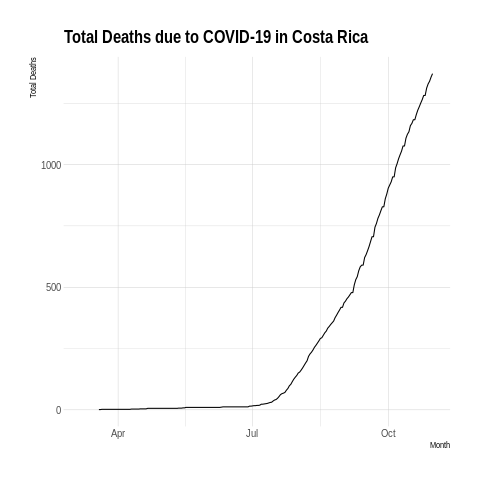 Total Deaths due to COVID-19 in Costa Rica
Total Deaths
1000
500
0
Apr Jul Oct
Month